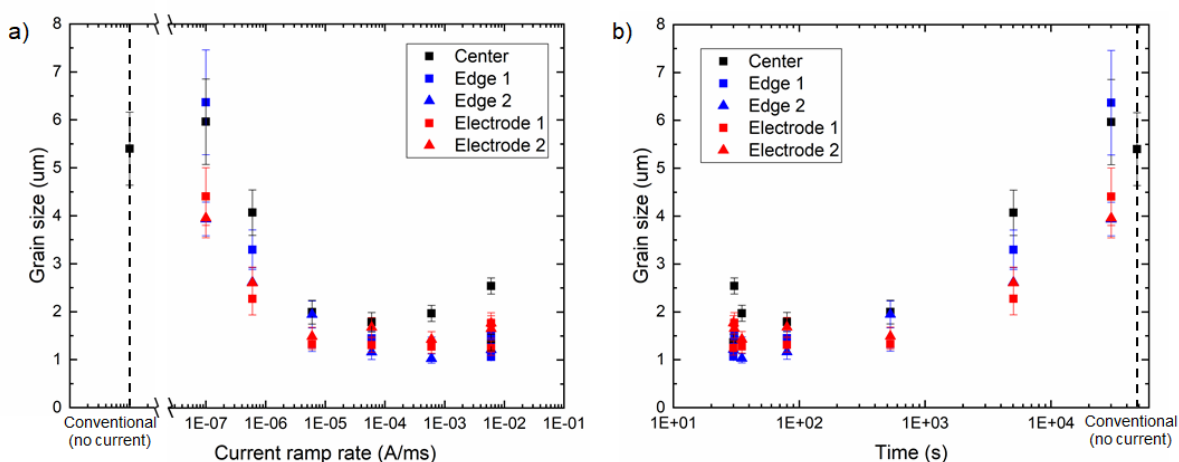 a)
Grain size (um)
8
7
6
5
4
3
2
1
0
Center
Edge 1
Edge 2
Electrode 1
Electrode 2
Conventional
(no current)
1E-07 1E-06 1E-05 1E-04 1E-03 1E-02 1E-01
Current ramp rate (A/ms)
b)
Grain size (um)
8
7
6
5
4
3
2
1
0
Center
Edge 1
Edge 2
Electrode 1
Electrode 2
1E+01 1E+02 1E+03 1E+04
Conventional
(no current)
Time (s)